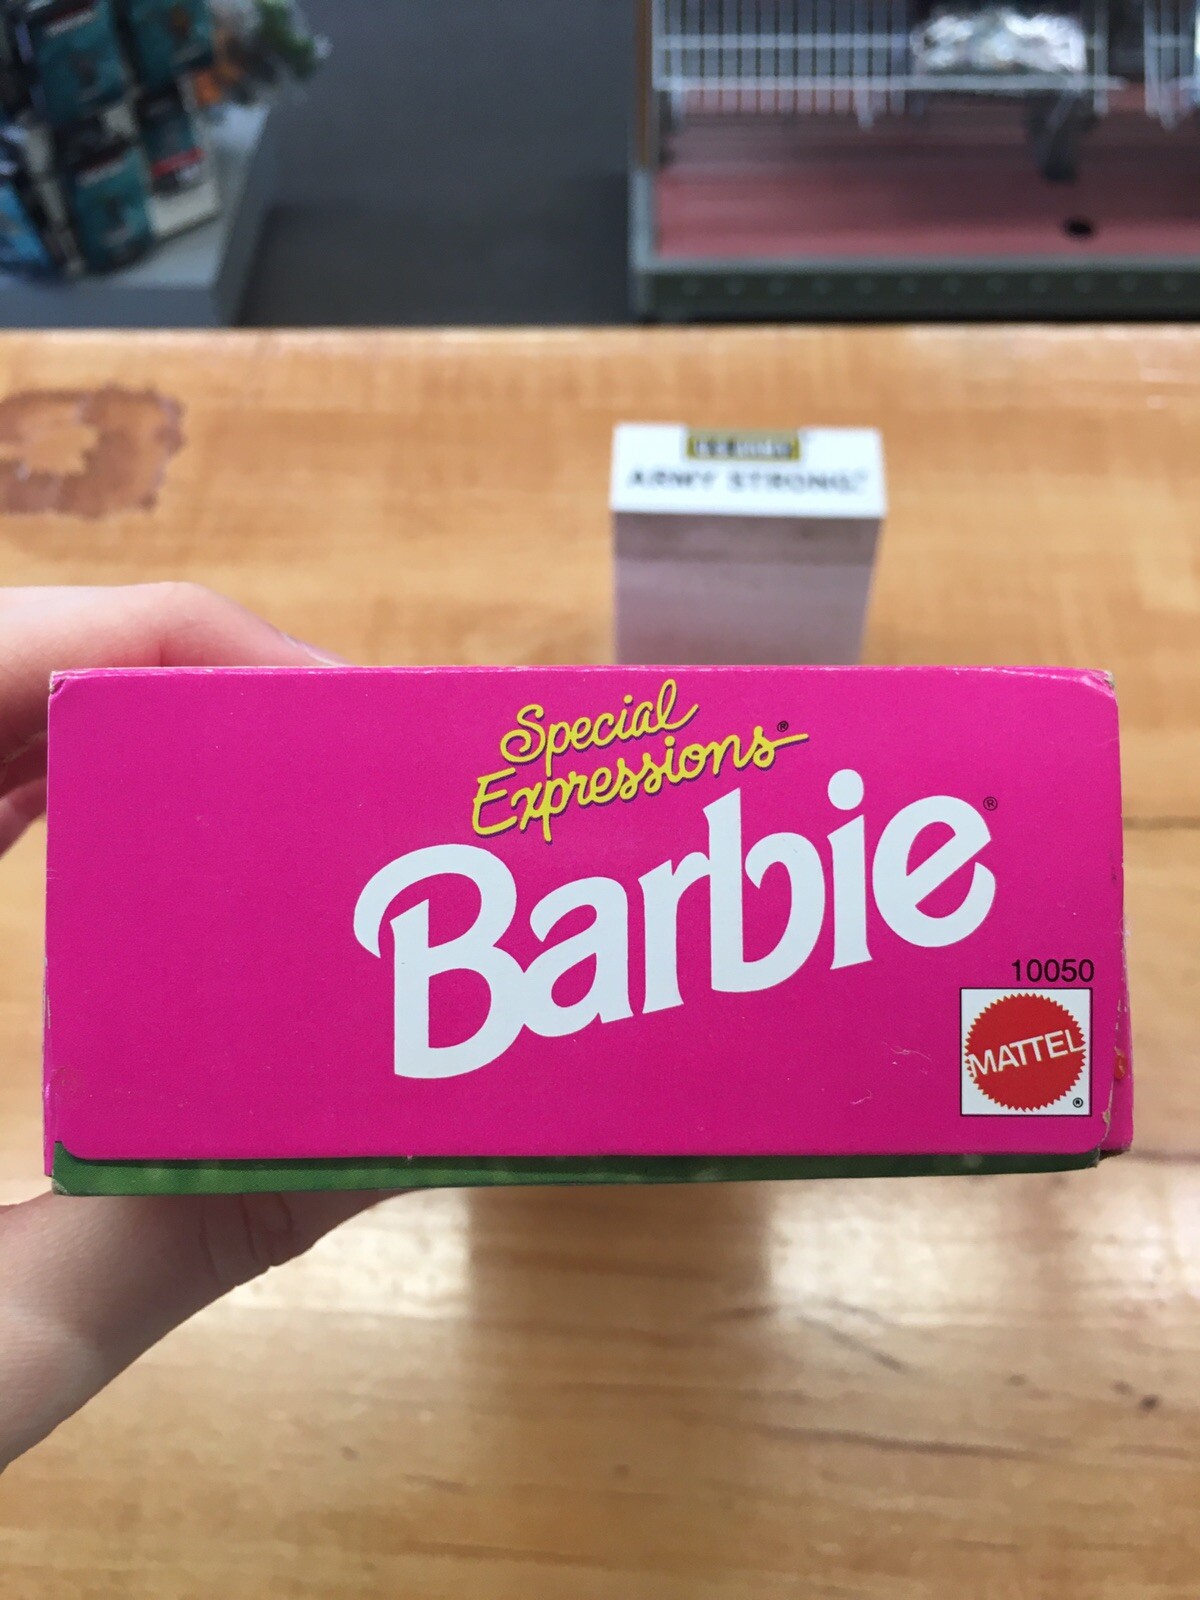 ARMY STRONG.
Special
Expressions®
Barbie®
10050
MATTEL
®